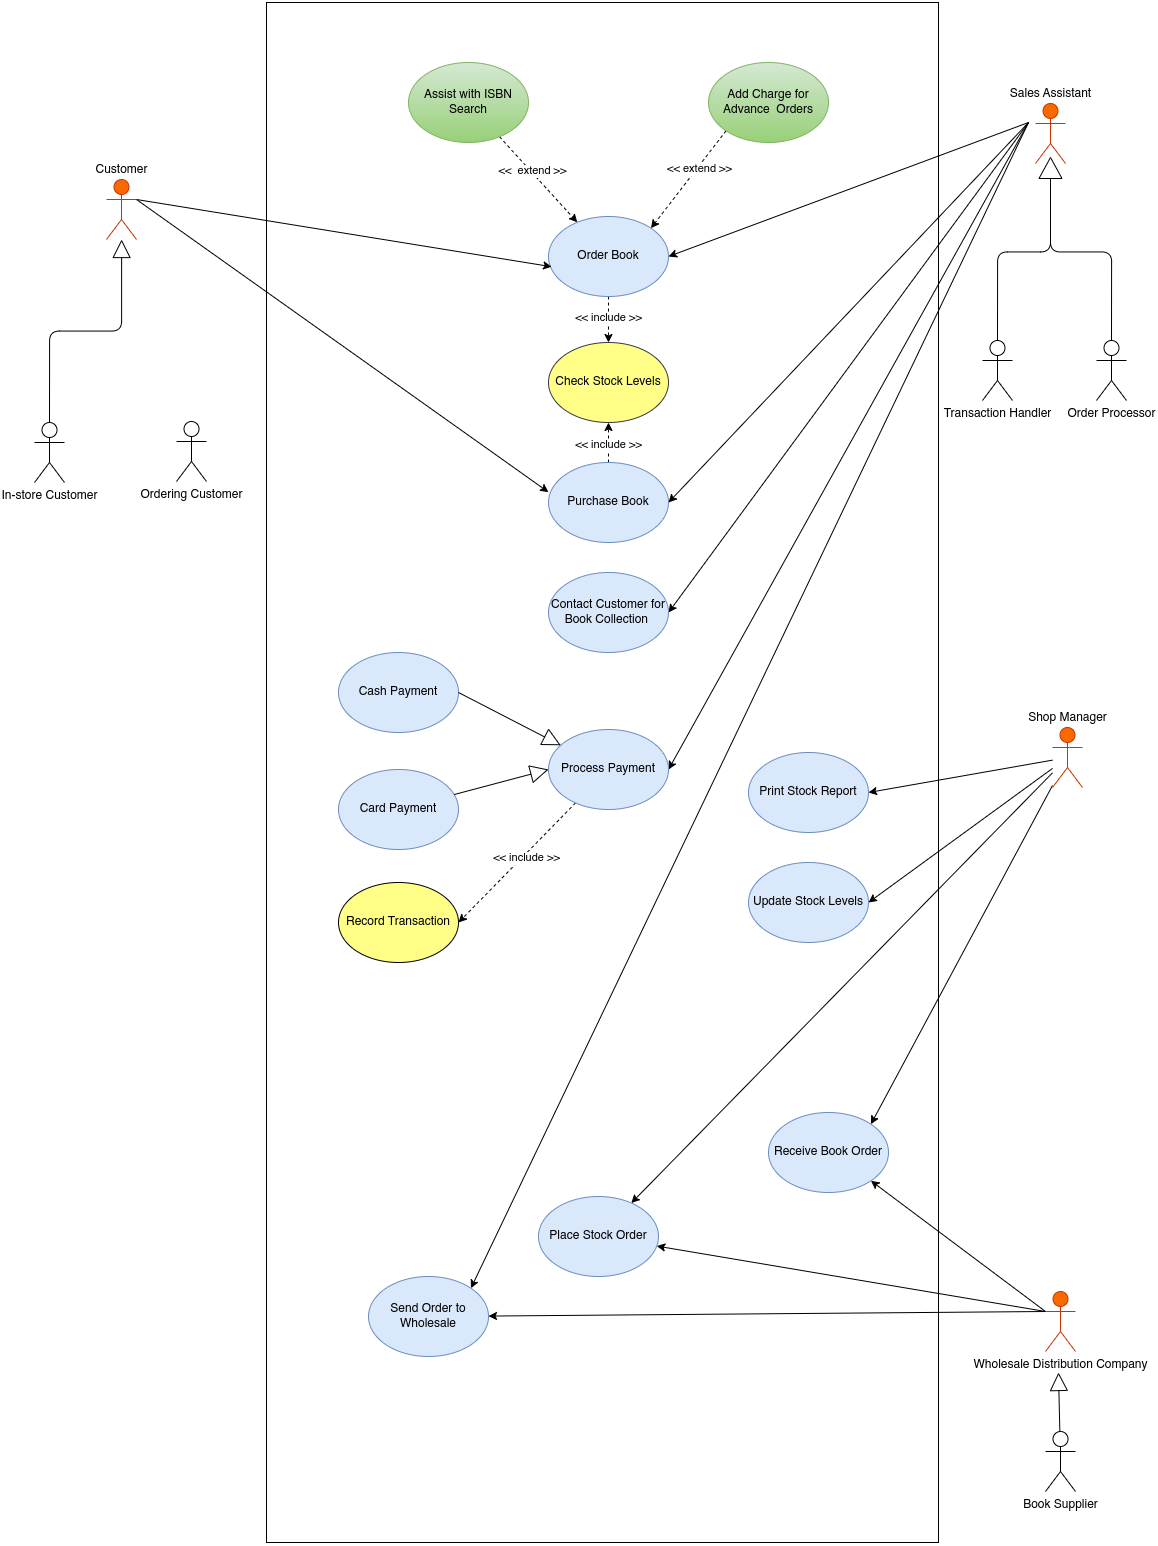 Assist with ISBN
Search
Add Charge for
Advance Orders
Sales Assistant
Customer
<< extend >>
<< extend >>
Order Book
<< include >>
Check Stock Levels
Transaction Handler
Order Processor
<< include >>
In-store Customer
Ordering Customer
Purchase Book
Contact Customer for
Book Collection
Cash Payment
Shop Manager
Process Payment
Print Stock Report
Card Payment
<< include >>
Update Stock Levels
Record Transaction
Receive Book Order
Place Stock Order
Send Order to
Wholesale
Wholesale Distribution Company
Book Supplier